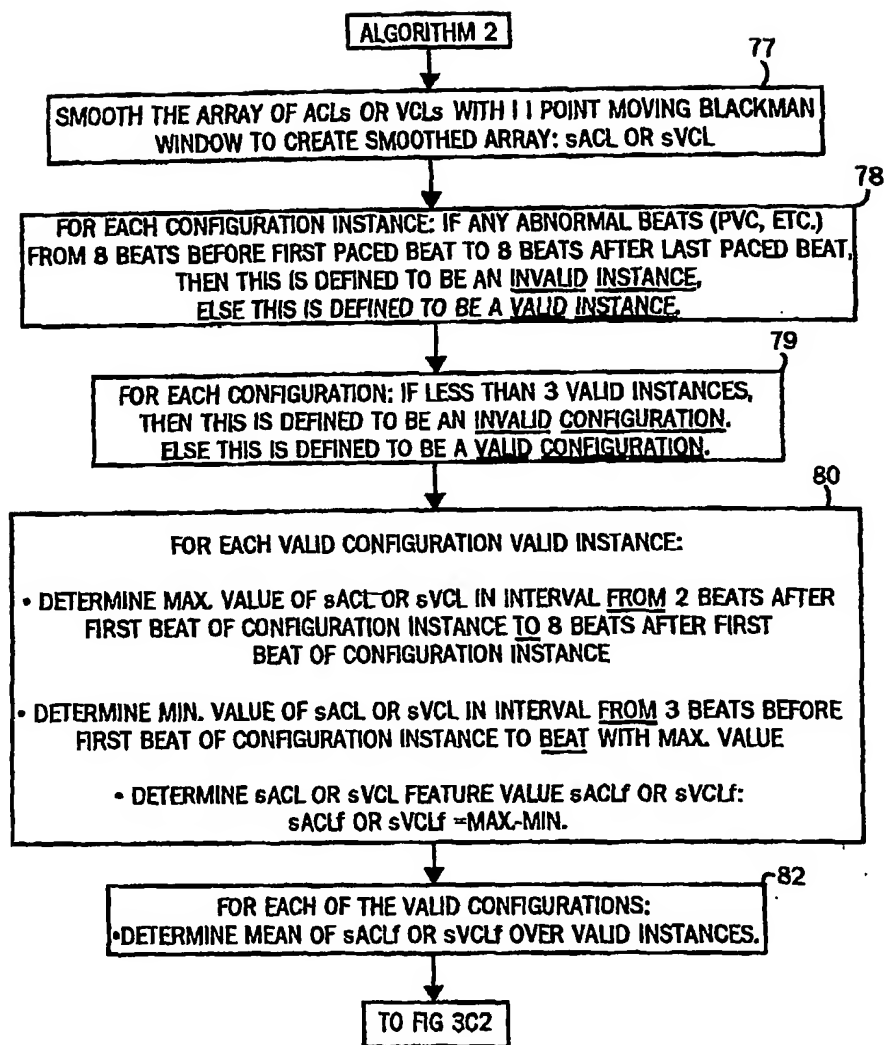 ALGORITHM 2
77
SMOOTH THE ARRAY OF ACLs OR VCLs WITH 11 POINT MOVING BLACKMAN
WINDOW TO CREATE SMOOTHED ARRAY: sACL OR sVCL
78
FOR EACH CONFIGURATION INSTANCE: IF ANY ABNORMAL BEATS (PVC, ETC.)
FROM 8 BEATS BEFORE FIRST PACED BEAT TO 8 BEATS AFTER LAST PACED BEAT,
THEN THIS IS DEFINED TO BE AN INVALID INSTANCE,
ELSE THIS IS DEFINED TO BE A VALID INSTANCE.
79
FOR EACH CONFIGURATION: IF LESS THAN 3 VALID INSTANCES,
THEN THIS IS DEFINED TO BE AN INVALID CONFIGURATION.
ELSE THIS IS DEFINED TO BE A VALID CONFIGURATION.
80
FOR EACH VALID CONFIGURATION VALID INSTANCE:
• DETERMINE MAX. VALUE OF sACL OR sVCL IN INTERVAL FROM 2 BEATS AFTER
FIRST BEAT OF CONFIGURATION INSTANCE TO 8 BEATS AFTER FIRST
BEAT OF CONFIGURATION INSTANCE
• DETERMINE MIN. VALUE OF sACL OR sVCL IN INTERVAL FROM 3 BEATS BEFORE
FIRST BEAT OF CONFIGURATION INSTANCE TO BEAT WITH MAX. VALUE
• DETERMINE sACL OR sVCL FEATURE VALUE sACLf OR sVCLf:
sACLf OR sVCLf =MAX.-MIN.
82
FOR EACH OF THE VALID CONFIGURATIONS:
•DETERMINE MEAN OF sACLf OR sVCLf OVER VALID INSTANCES.
TO FIG 3C2